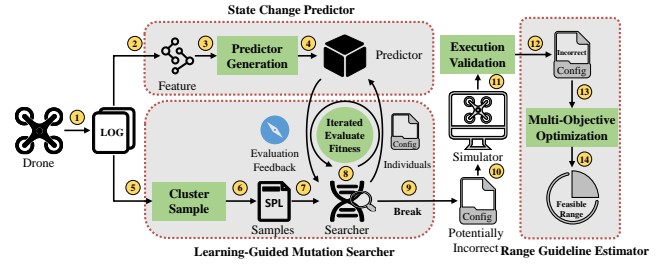 State Change Predictor
2
3
4
Predictor
Generation
Predictor
Feature
Execution
Validation
12
Incorrect
Config
1
LOG
Drone
11
13
Simulator
Multi-Objective
Optimization
14
Feasible
Range
Evaluation
Feedback
Iterated
Evaluate
Fitness
Config
Individuals
8
5
Cluster
Sample
6
SPL
Samples
7
Searcher
9
Break
10
Config
Potentially
Incorrect
Learning-Guided Mutation Searcher
Range Guideline Estimator